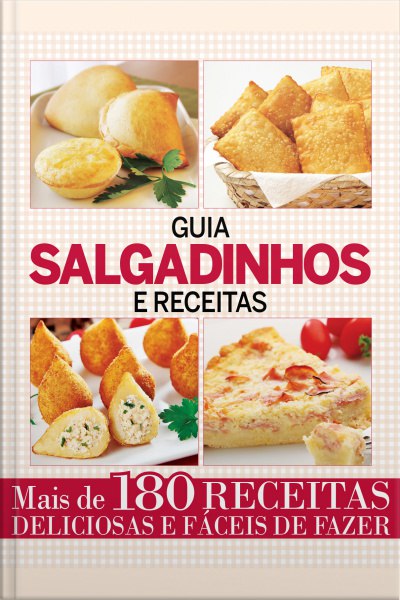 GUIA
SALGADINHOS
E RECEITAS
Mais de 180 RECEITAS
DELICIOSAS E FÁCEIS DE FAZER